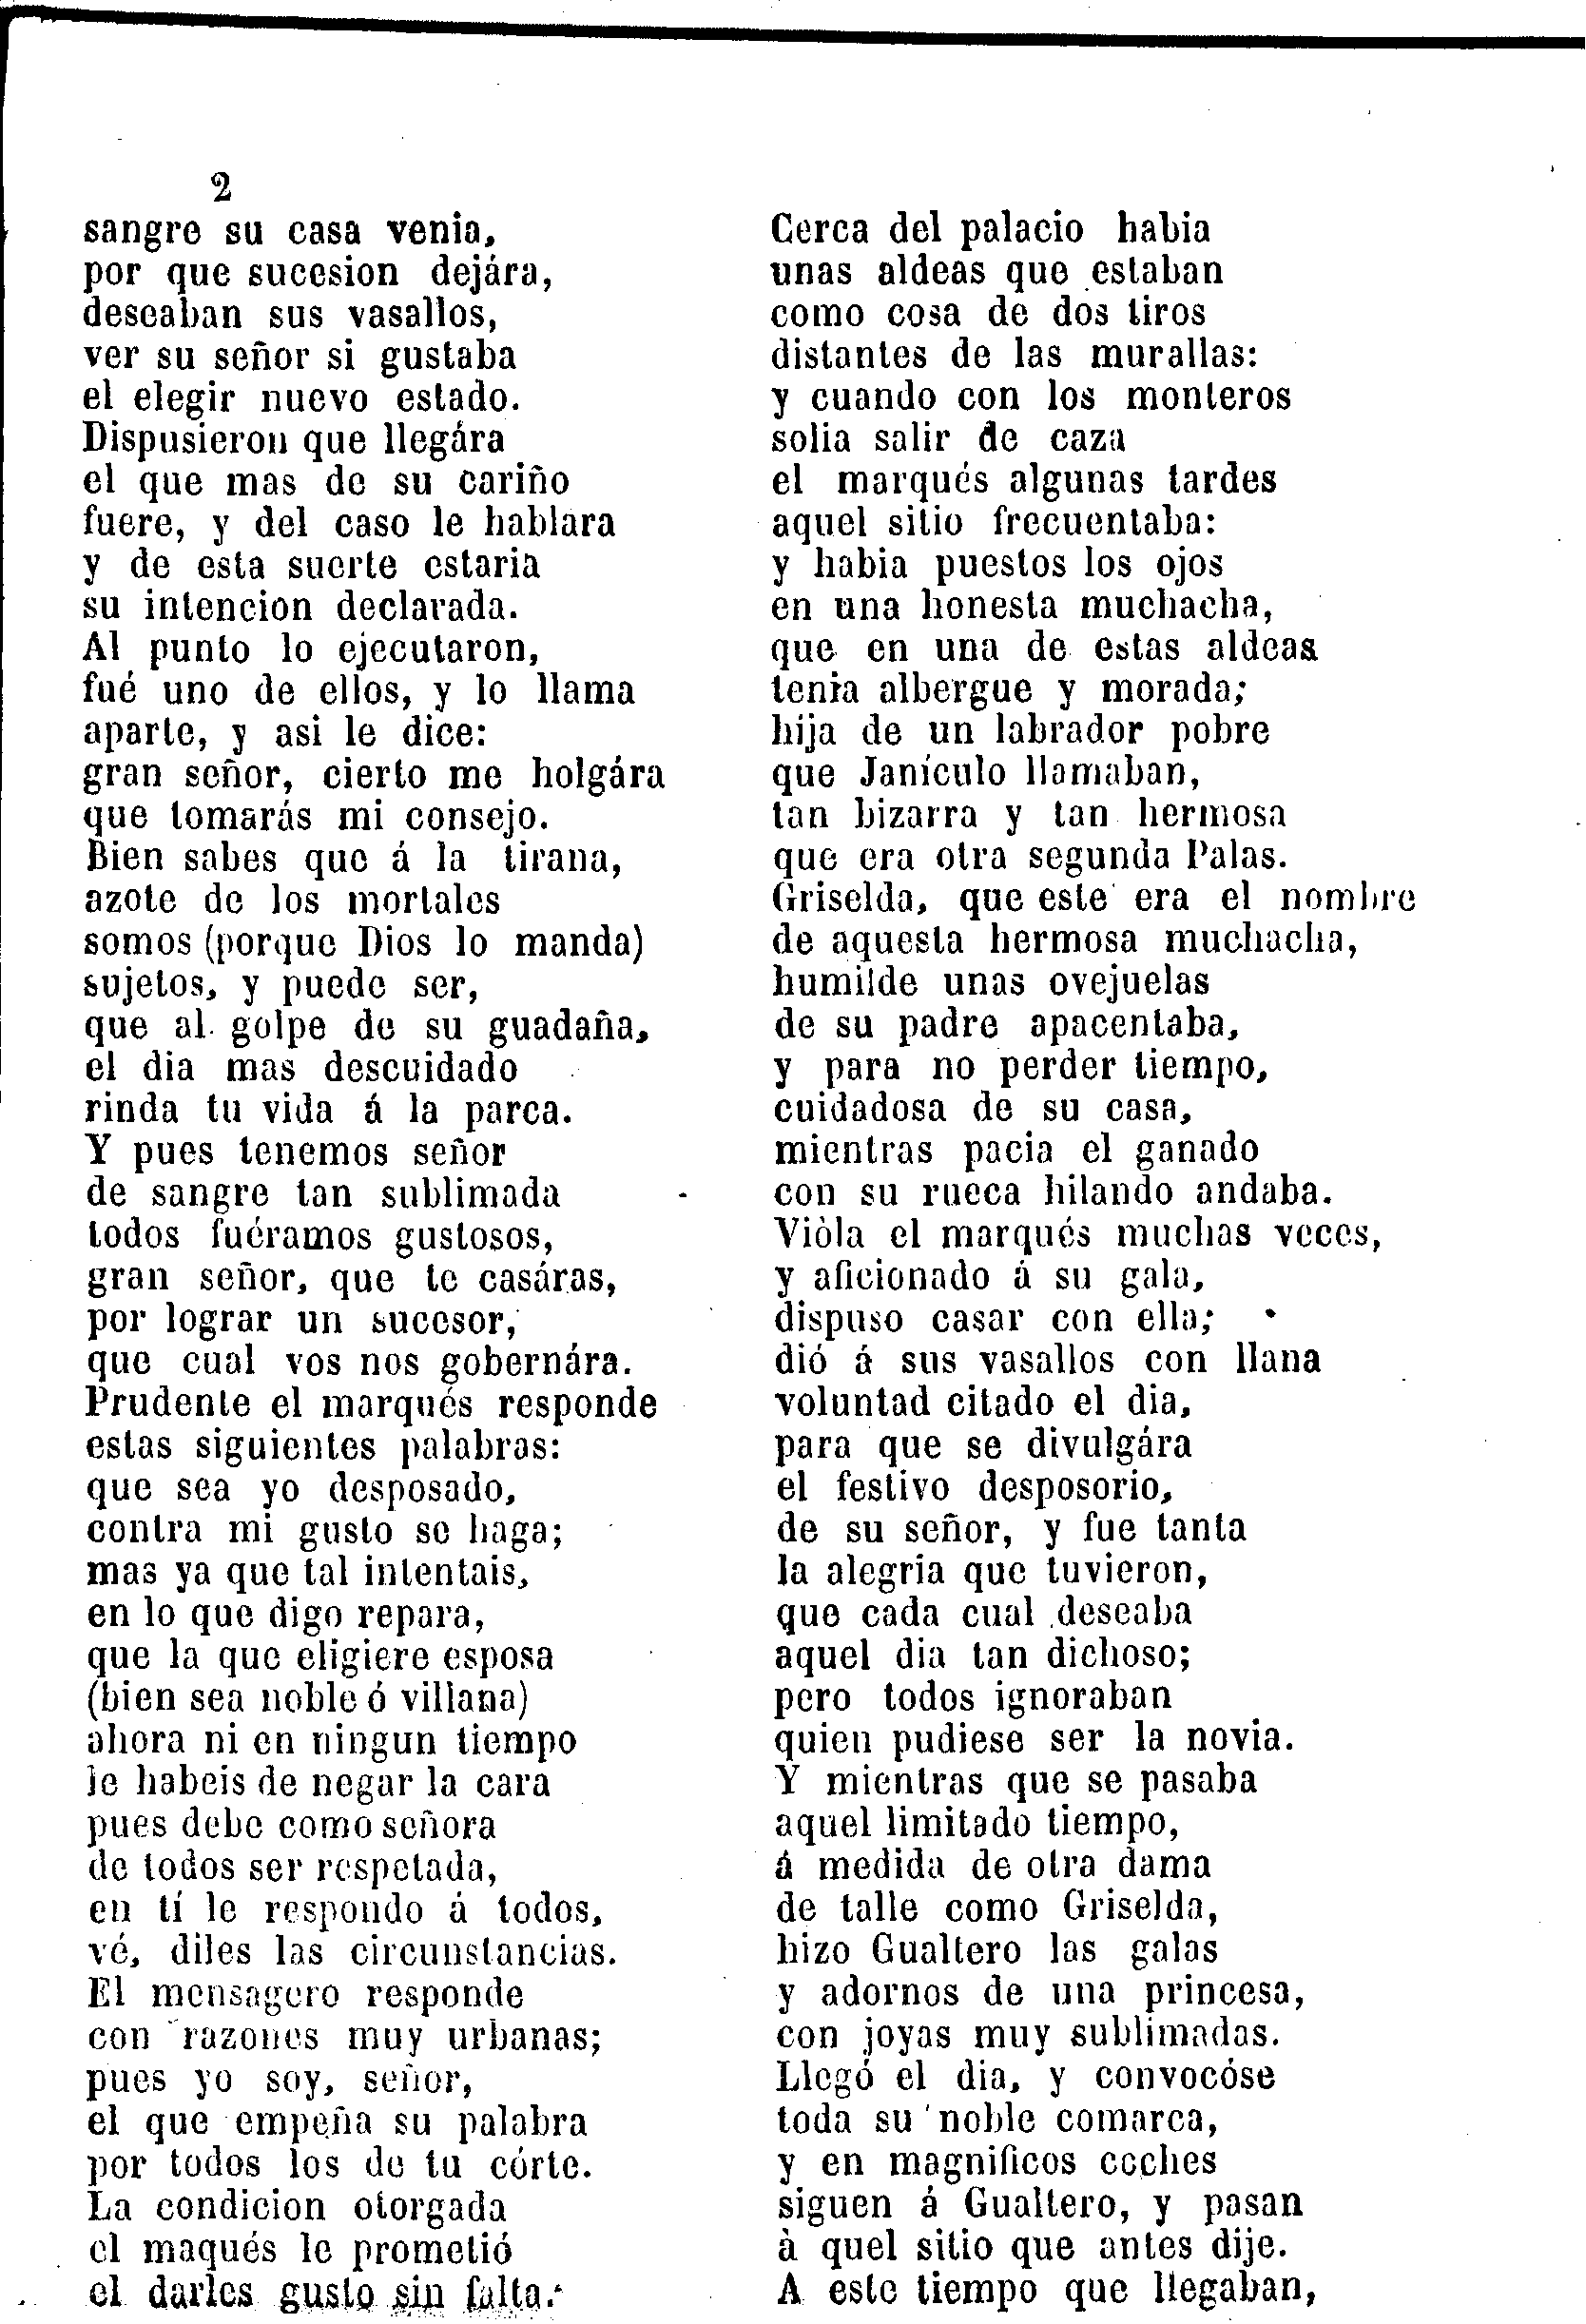 2
sangre su casa venia,
por que sucesion dejára,
deseaban sus vasallos,
ver su señor si gustaba
el elegir nuevo estado.
Dispusieron que llegára
el que mas de su cariño
fuere, y del caso le hablara
y de esta suerte estaria
su intencion declarada.
Al punto lo ejecutaron,
fué uno de ellos, y lo llama
aparte, y asi le dice:
gran señor, cierto me holgára
que tomarás mi consejo.
Bien sabes que á la tirana,
azote de los mortales
somos (porque Dios lo manda)
sujetos, y puede ser,
que al golpe de su guadaña,
el dia mas descuidado
rinda tu vida á la parca.
Y pues tenemos señor
de sangre tan sublimada
todos fuéramos gustosos,
gran señor, que te casáras,
por lograr un sucesor,
que cual vos nos gobernára.
Prudente el marqués responde
estas siguientes palabras:
que sea yo desposado,
contra mi gusto se haga;
mas ya que tal intentais,
en lo que digo repara,
que la que eligiere esposa
(bien sea noble ó villana)
ahora ni en ningun tiempo
le habeis de negar la cara
pues debe como señora
de todos ser respetada,
en tí le respondo á todos,
vé, diles las circunstancias.
El mensagero responde
con razones muy urbanas;
pues yo soy, señor,
el que empeña su palabra
por todos los de tu córte.
La condicion otorgada
el maqués le prometió
el darles gusto sin falta.
Cerca del palacio habia
unas aldeas que estaban
como cosa de dos tiros
distantes de las murallas:
y cuando con los monteros
solia salir de caza
el marqués algunas tardes
aquel sitio frecuentaba:
y habia puestos los ojos
en una honesta muchacha,
que en una de estas aldeas
tenia albergue y morada;
hija de un labrador pobre
que Janículo llamaban,
tan bizarra y tan hermosa
que era otra segunda Palas.
Griselda, que este era el nombre
de aquesta hermosa muchacha,
humilde unas ovejuelas
de su padre apacentaba,
y para no perder tiempo,
cuidadosa de su casa,
mientras pacia el ganado
con su rueca hilando andaba.
Viòla el marqués muchas veces,
y aficionado á su gala,
dispuso casar con ella;
dió á sus vasallos con llana
voluntad citado el dia,
para que se divulgára
el festivo desposorio,
de su señor, y fue tanta
la alegria que tuvieron,
que cada cual deseaba
aquel dia tan dichoso;
pero todos ignoraban
quien pudiese ser la novia.
Y mientras que se pasaba
aquel limitado tiempo,
á medida de otra dama
de talle como Griselda,
hizo Gualtero las galas
y adornos de una princesa,
con joyas muy sublimadas.
Llegó el dia, y convocóse
toda su noble comarca,
y en magnificos coches
siguen á Gualtero, y pasan
à quel sitio que antes dije.
A este tiempo que llegaban,